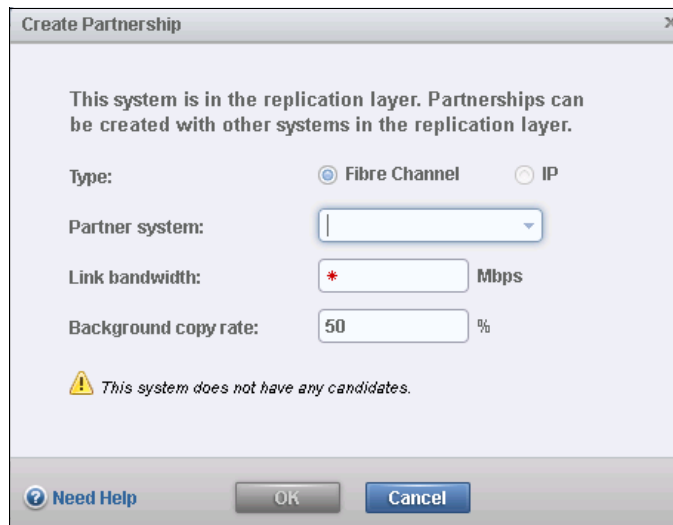 Create Partnership
This system is in the replication layer. Partnerships can
be created with other systems in the replication layer.
Type: Fibre Channel IP
Partner system:
Link bandwidth: * Mbps
Background copy rate: 50 %
This system does not have any candidates.
Need Help OK Cancel